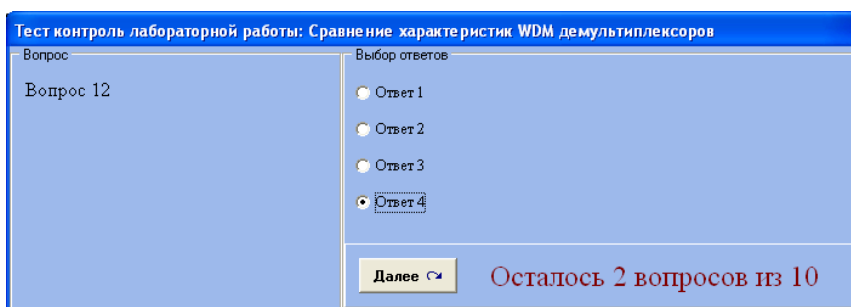 Тест контроль лабораторной работы: Сравнение характеристик WDM демультиплексоров
Вопрос
Вопрос 12
Выбор ответов
Ответ 1
Ответ 2
Ответ 3
Ответ 4
Далее
Осталось 2 вопросов из 10